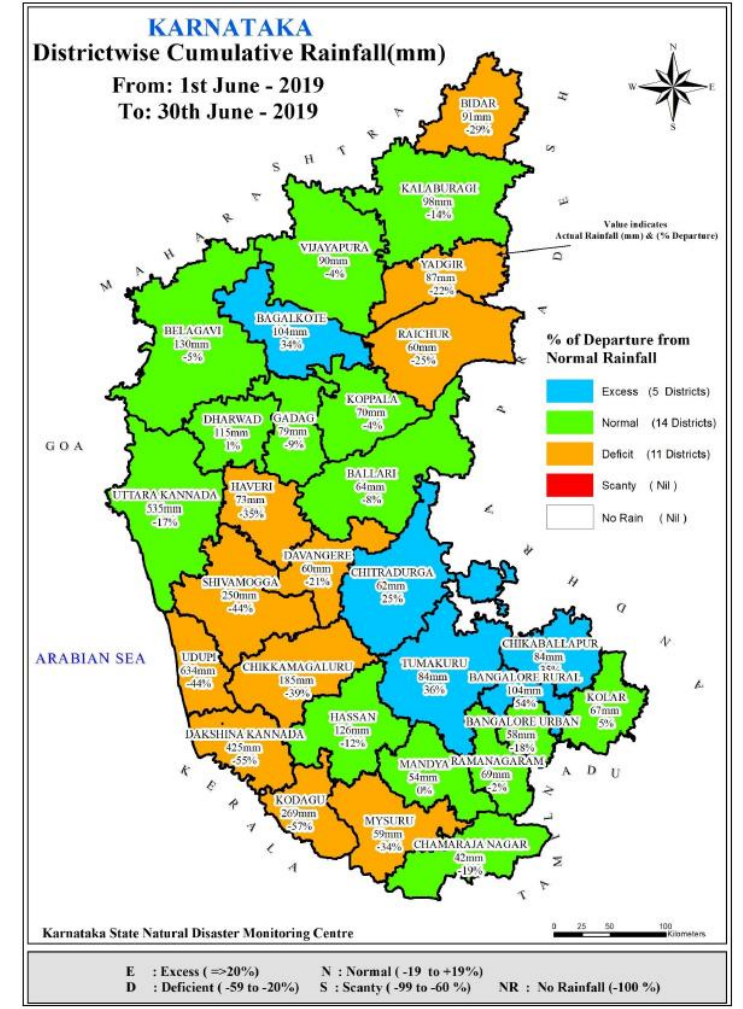 KARNATAKA
Districtwise Cumulative Rainfall(mm)
From: 1st June - 2019
To: 30th June - 2019
N
W
E
S
MAHARASHTRA
ANDHRA PRADESH
BIDAR
91mm
-29%
KALABURAGI
98mm
-14%
Value indicates
Actual Rainfall (mm) & (% Departure)
VIJAYAPURA
90mm
-4%
YADGIR
87mm
-22%
BAGALKOTE
104mm
34%
BELAGAVI
130mm
-5%
RAICHUR
60mm
-25%
% of Departure from
Normal Rainfall
Excess (5 Districts)
Normal (14 Districts)
Deficit (11 Districts)
Scanty ( Nil )
No Rain ( Nil )
KOPPALA
70mm
-4%
DHARWAD
115mm
1%
GADAG
79mm
-9%
GOA
BALLARI
64mm
-8%
HAVERI
73mm
-35%
UTTARA KANNADA
535mm
-17%
DAVANGERE
60mm
-21%
CHITRADURGA
62mm
25%
SHIVAMOGGA
250mm
-44%
ARABIAN SEA
UDUPI
634mm
-44%
CHIKKAMAGALURU
185mm
-39%
TUMAKURU
84mm
36%
CHIKABALLAPUR
84mm
35%
BANGALORE RURAL
104mm
54%
KOLAR
67mm
5%
HASSAN
126mm
-12%
BANGALORE URBAN
58mm
-18%
DAKSHINA KANNADA
425mm
-55%
MANDYA
54mm
0%
RAMANAGARAM
69mm
-2%
KERALA
TAMIL NADU
KODAGU
269mm
-57%
MYSURU
59mm
-34%
CHAMARAJA NAGAR
42mm
-19%
Karnataka State Natural Disaster Monitoring Centre
0 25 50 100
Kilometers
E : Excess ( =>20%) N : Normal ( -19 to +19%)
D : Deficient ( -59 to -20%) S : Scanty ( -99 to -60 %) NR : No Rainfall (-100 %)